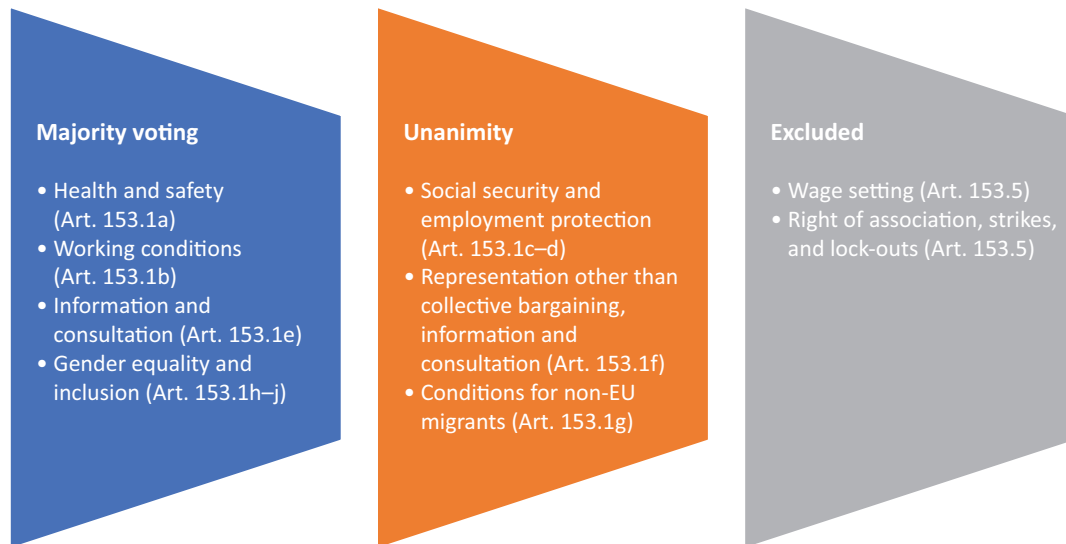 Majority voting
• Health and safety
(Art. 153.1a)
• Working conditions
(Art. 153.1b)
• Information and
consultation (Art. 153.1e)
• Gender equality and
inclusion (Art. 153.1h–j)
Unanimity
• Social security and
employment protection
(Art. 153.1c–d)
• Representation other than
collective bargaining,
information and
consultation (Art. 153.1f)
• Conditions for non-EU
migrants (Art. 153.1g)
Excluded
• Wage setting (Art. 153.5)
• Right of association, strikes,
and lock-outs (Art. 153.5)